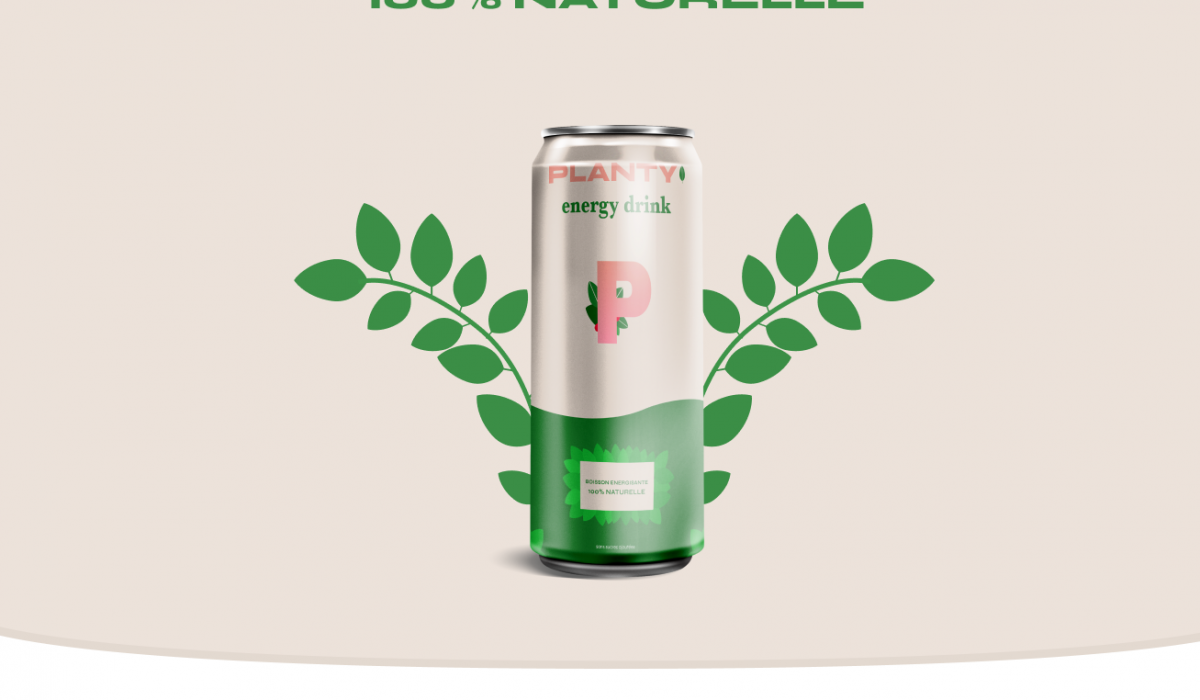 100 % NATURELLE
PLANTY
energy drink
P
BOISSON ENERGISANTE
100% NATURELLE